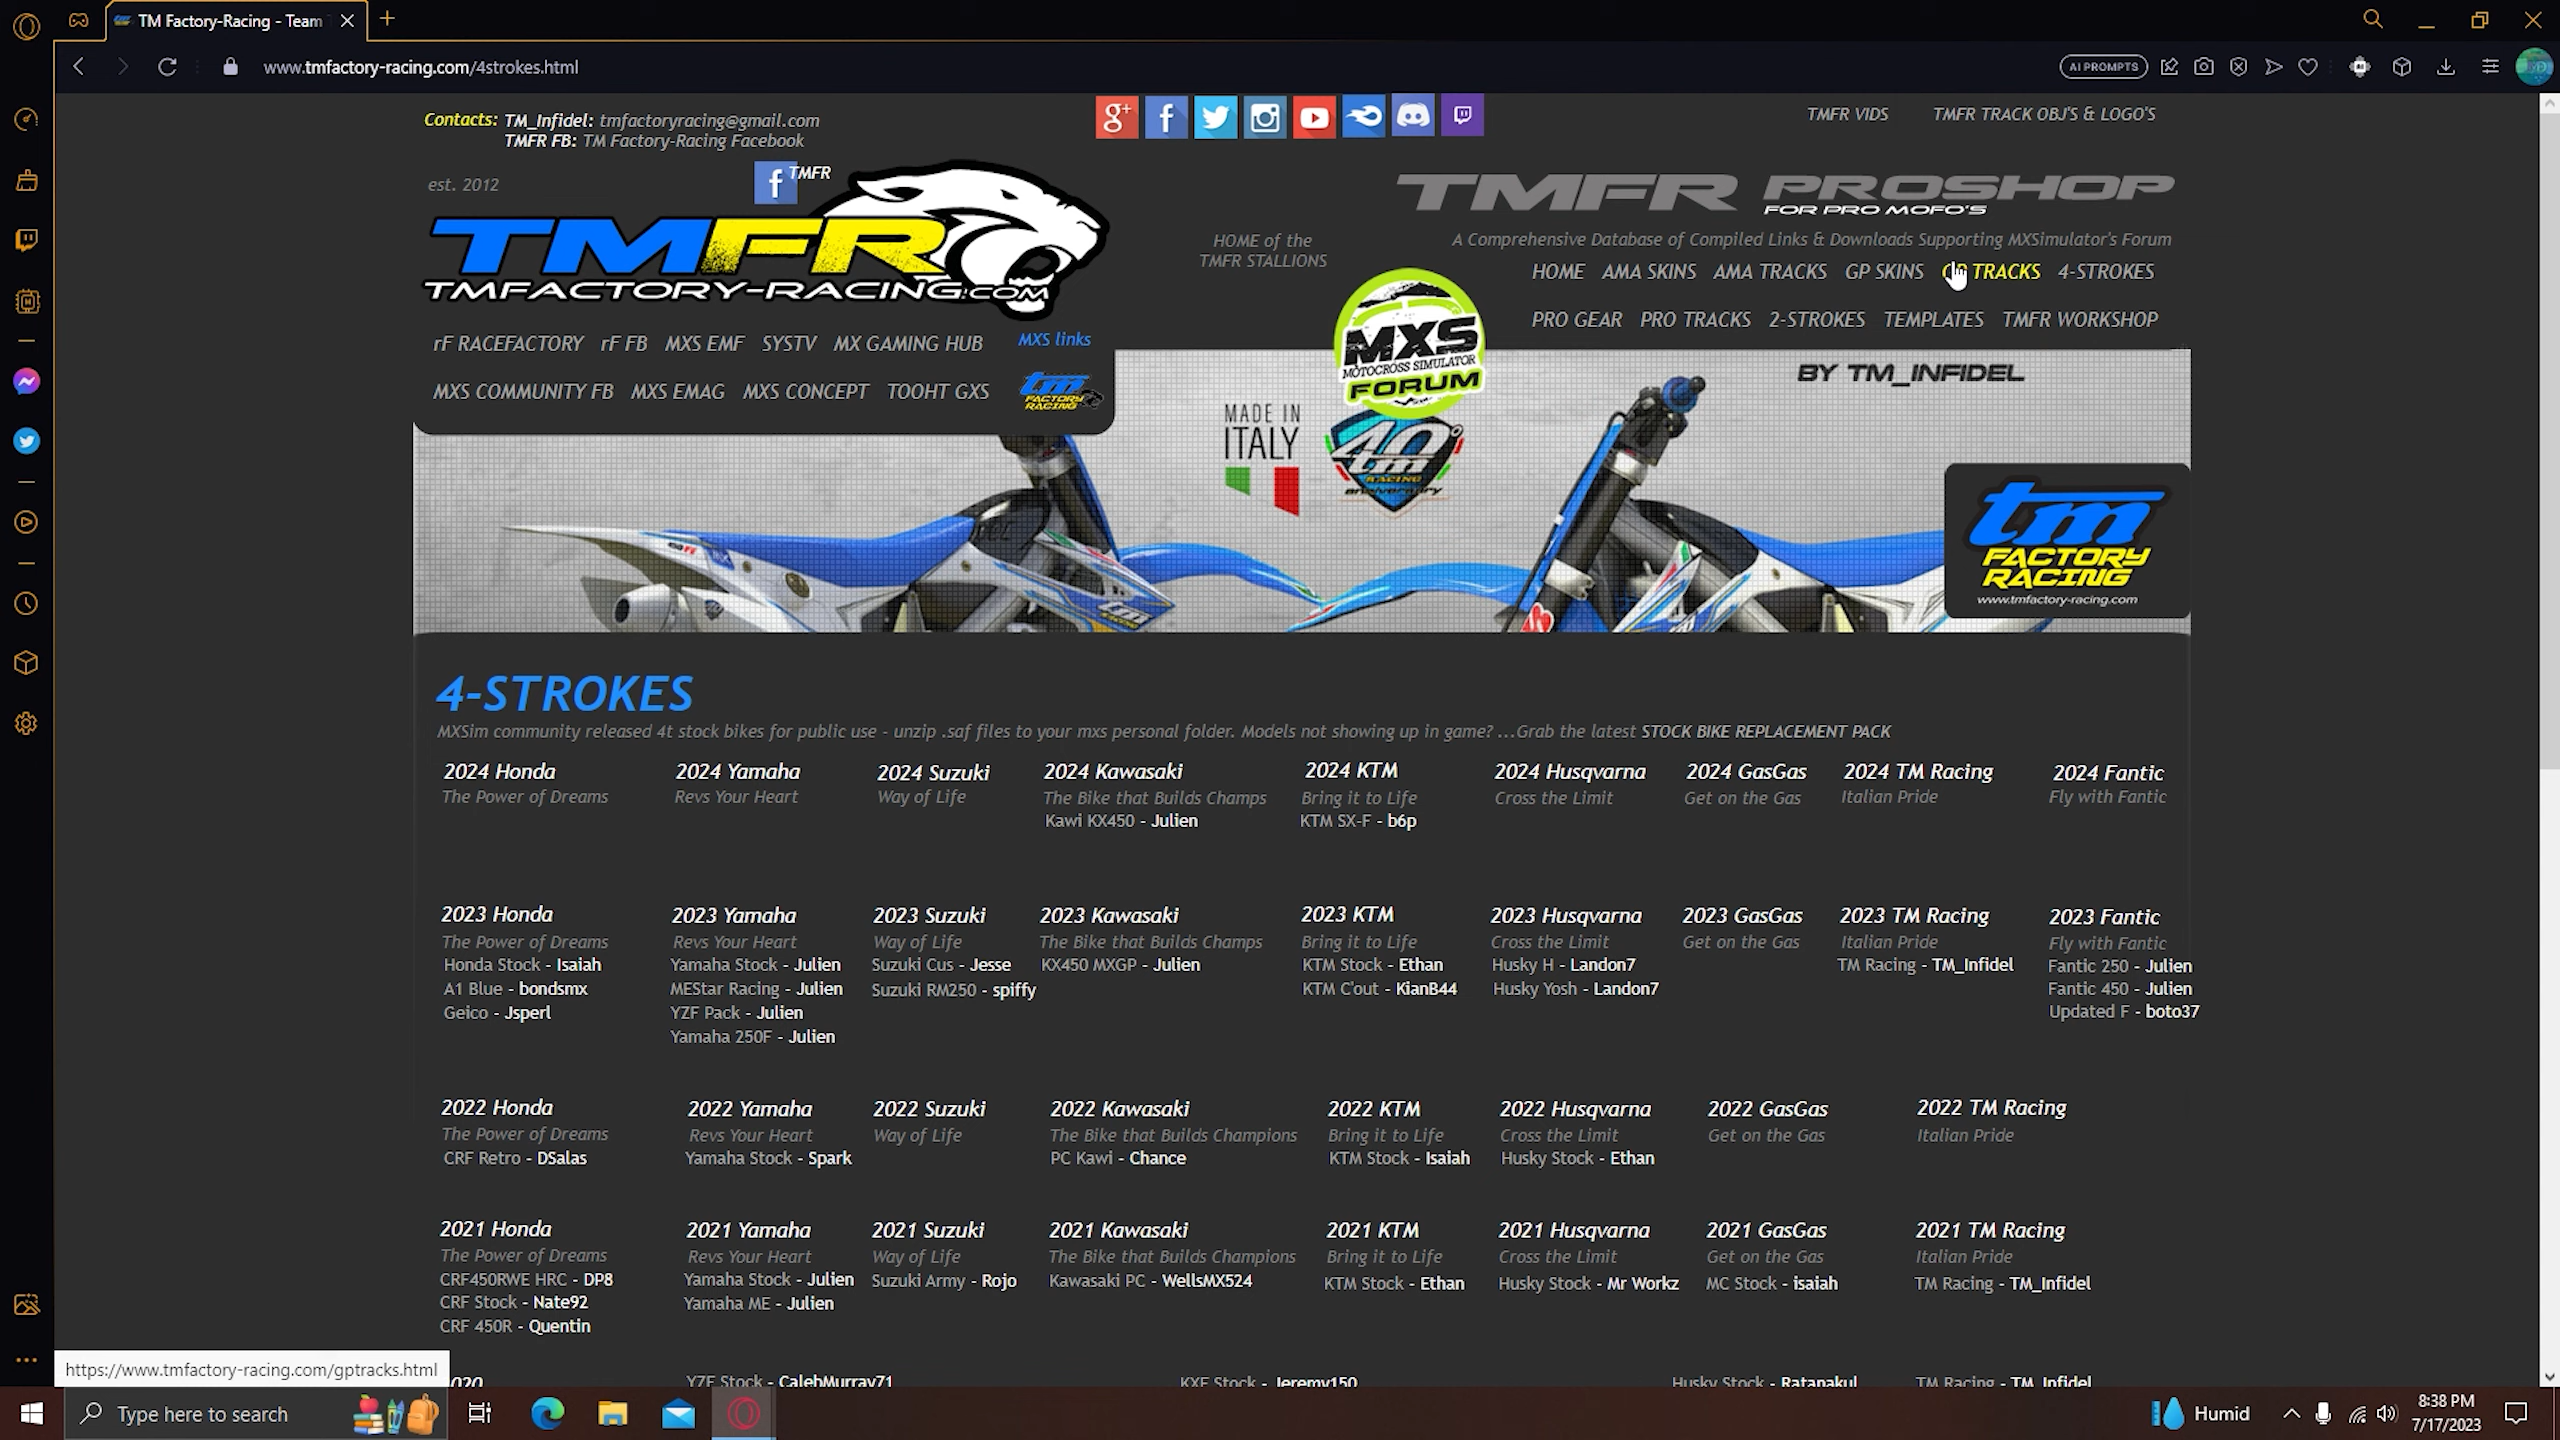 TM Factory-Racing - Team
www.tmfactory-racing.com/4strokes.html
AI PROMPTS
Contacts: TM_Infidel: tmfactoryracing@gmail.com
TMFR FB: TM Factory-Racing Facebook
TMFR VIDS TMFR TRACK OBJ'S & LOGO'S
est. 2012
TMFR
TMFR
TMFACTORY-RACING.COM
HOME of the
TMFR STALLIONS
TMFR PROSHOP
FOR PRO MOFO'S
A Comprehensive Database of Compiled Links & Downloads Supporting MXSimulator's Forum
HOME AMA SKINS AMA TRACKS GP SKINS GP TRACKS 4-STROKES
PRO GEAR PRO TRACKS 2-STROKES TEMPLATES TMFR WORKSHOP
rF RACEFACTORY rF FB MXS EMF SYSTV MX GAMING HUB MXS links
MXS COMMUNITY FB MXS EMAG MXS CONCEPT TOOHT GXS
tm
FACTORY
RACING
MXS
MOTOCROSS SIMULATOR
FORUM
BY TM_INFIDEL
MADE IN
ITALY
40°
tm
RACING
anniversary
tm
FACTORY
RACING
www.tmfactory-racing.com
4-STROKES
MXSim community released 4t stock bikes for public use - unzip .saf files to your mxs personal folder. Models not showing up in game? ...Grab the latest STOCK BIKE REPLACEMENT PACK
2024 Honda 2024 Yamaha 2024 Suzuki 2024 Kawasaki 2024 KTM 2024 Husqvarna 2024 GasGas 2024 TM Racing 2024 Fantic
The Power of Dreams Revs Your Heart Way of Life The Bike that Builds Champs Bring it to Life Cross the Limit Get on the Gas Italian Pride Fly with Fantic
Kawi KX450 - Julien KTM SX-F - b6p
2023 Honda 2023 Yamaha 2023 Suzuki 2023 Kawasaki 2023 KTM 2023 Husqvarna 2023 GasGas 2023 TM Racing 2023 Fantic
The Power of Dreams Revs Your Heart Way of Life The Bike that Builds Champs Bring it to Life Cross the Limit Get on the Gas Italian Pride Fly with Fantic
Honda Stock - Isaiah Yamaha Stock - Julien Suzuki Cus - Jesse KX450 MXGP - Julien KTM Stock - Ethan Husky H - Landon7 TM Racing - TM_Infidel Fantic 250 - Julien
A1 Blue - bondsmx MEStar Racing - Julien Suzuki RM250 - spiffy KTM C'out - KianB44 Husky Yosh - Landon7 Fantic 450 - Julien
Geico - Jsperl YZF Pack - Julien Updated F - boto37
Yamaha 250F - Julien
2022 Honda 2022 Yamaha 2022 Suzuki 2022 Kawasaki 2022 KTM 2022 Husqvarna 2022 GasGas 2022 TM Racing
The Power of Dreams Revs Your Heart Way of Life The Bike that Builds Champions Bring it to Life Cross the Limit Get on the Gas Italian Pride
CRF Retro - DSalas Yamaha Stock - Spark PC Kawi - Chance KTM Stock - Isaiah Husky Stock - Ethan
2021 Honda 2021 Yamaha 2021 Suzuki 2021 Kawasaki 2021 KTM 2021 Husqvarna 2021 GasGas 2021 TM Racing
The Power of Dreams Revs Your Heart Way of Life The Bike that Builds Champions Bring it to Life Cross the Limit Get on the Gas Italian Pride
CRF450RWE HRC - DP8 Yamaha Stock - Julien Suzuki Army - Rojo Kawasaki PC - WellsMX524 KTM Stock - Ethan Husky Stock - Mr Workz MC Stock - isaiah TM Racing - TM_Infidel
CRF Stock - Nate92 Yamaha ME - Julien
CRF 450R - Quentin
https://www.tmfactory-racing.com/gptracks.html
2020 YZF Stock - CalebMurray71 KXF Stock - Jeremy150 Husky Stock - Ratanakul TM Racing - TM_Infidel
Type here to search
Humid
8:38 PM
7/17/2023